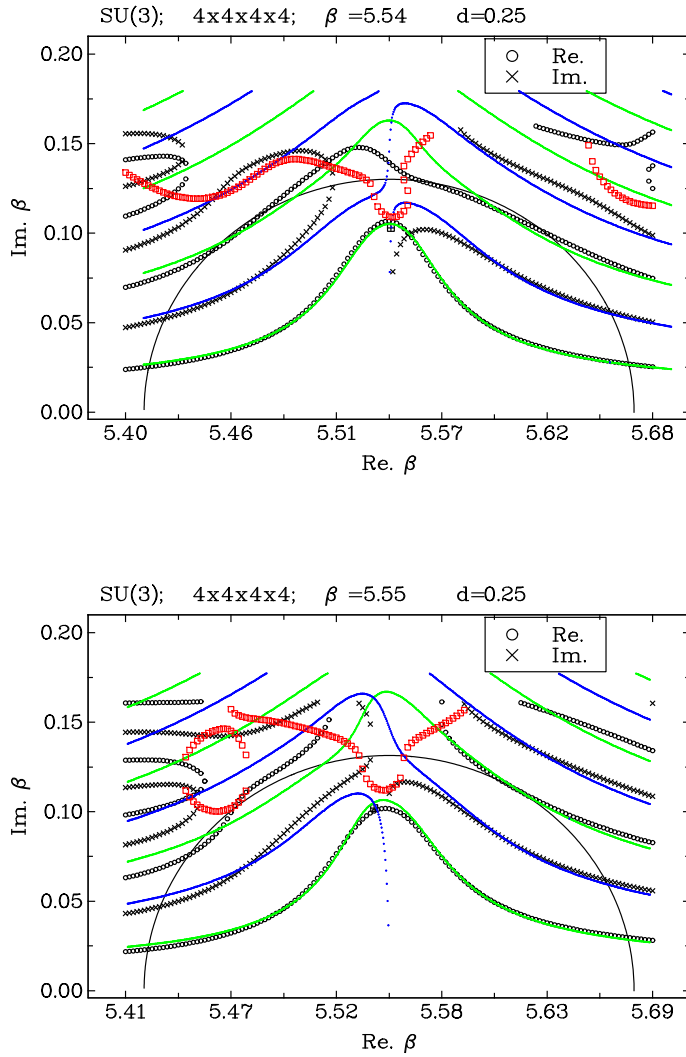 SU(3); 4x4x4x4; β =5.54 d=0.25
Re.
Im.
0.20
0.15
0.10
0.05
0.00
Im. β
5.40 5.46 5.51 5.57 5.62 5.68
Re. β
SU(3); 4x4x4x4; β =5.55 d=0.25
Re.
Im.
0.20
0.15
0.10
0.05
0.00
Im. β
5.41 5.47 5.52 5.58 5.63 5.69
Re. β